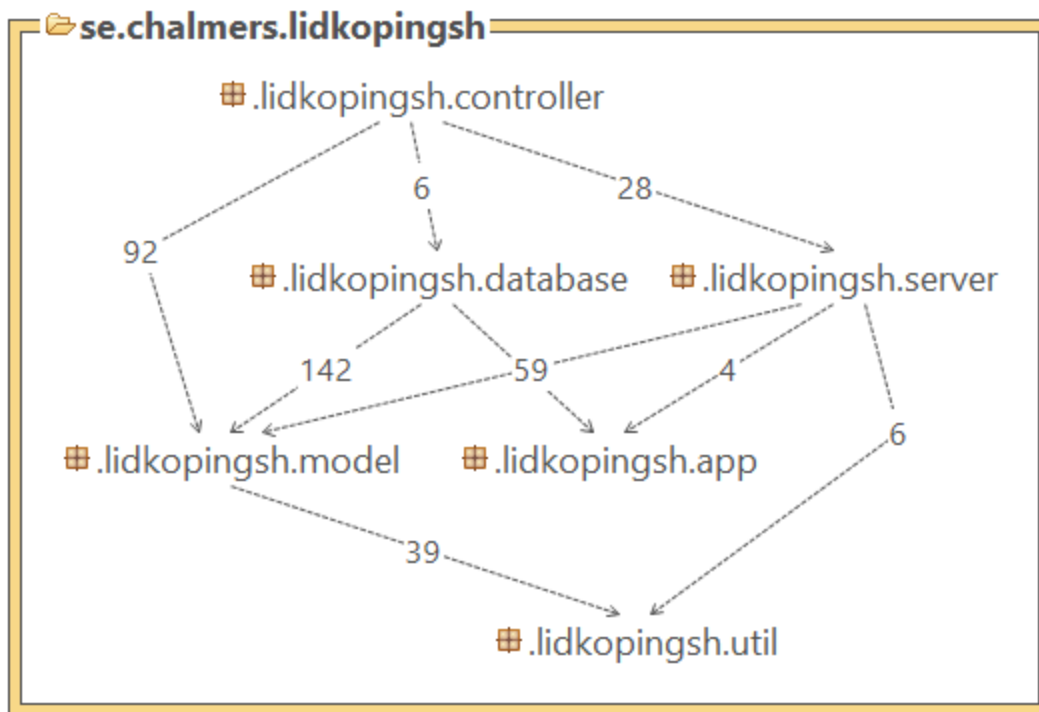 se.chalmers.lidkopingsh
.lidkopingsh.controller
6
28
92
.lidkopingsh.database
.lidkopingsh.server
142
59
4
6
.lidkopingsh.model
.lidkopingsh.app
39
.lidkopingsh.util